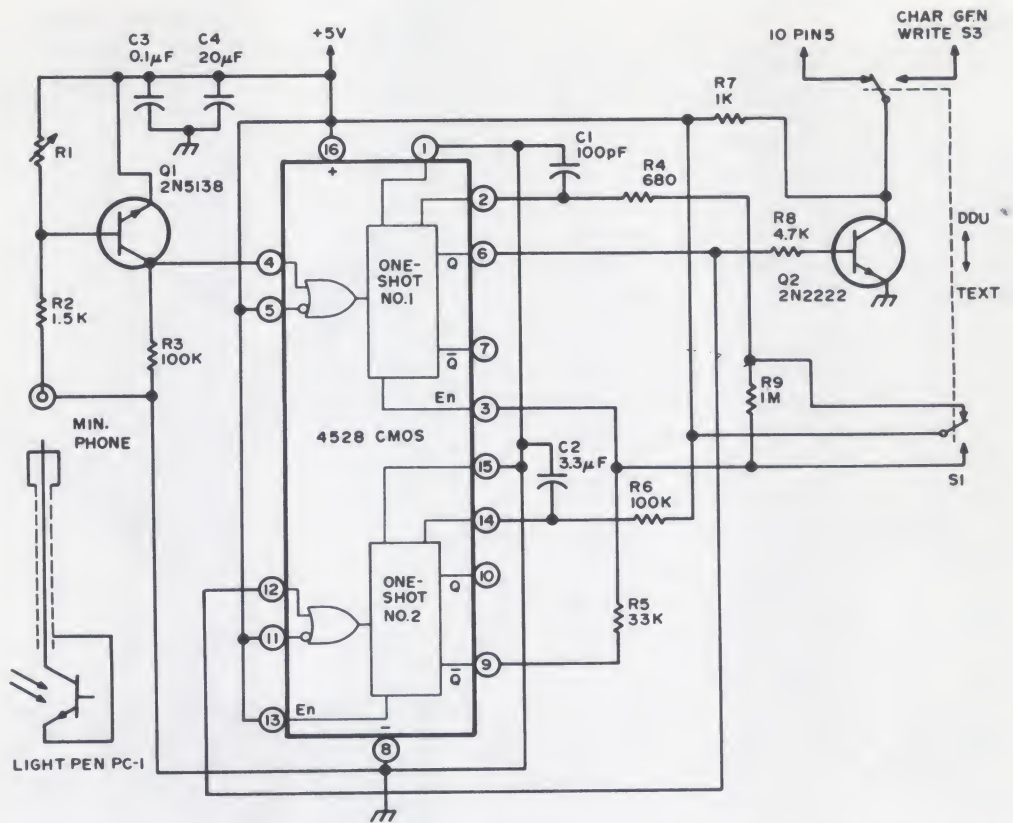 C3
0.1µF
C4
20µF
+5V
IO PIN 5
CHAR GEN
WRITE S3
R7
1K
R1
Q1
2N5138
16
+
1
C1
100pF
R4
680
2
4
5
ONE-
SHOT
NO.1
Q
6
R8
4.7K
Q2
2N2222
DDU
TEXT
R2
1.5K
R3
100K
Q̅
7
En
3
R9
1M
MIN.
PHONE
4528 CMOS
15
C2
3.3µF
S1
14
R6
100K
12
11
ONE-
SHOT
NO.2
Q
10
R5
33K
Q̅
9
13
En
–
8
LIGHT PEN PC-1